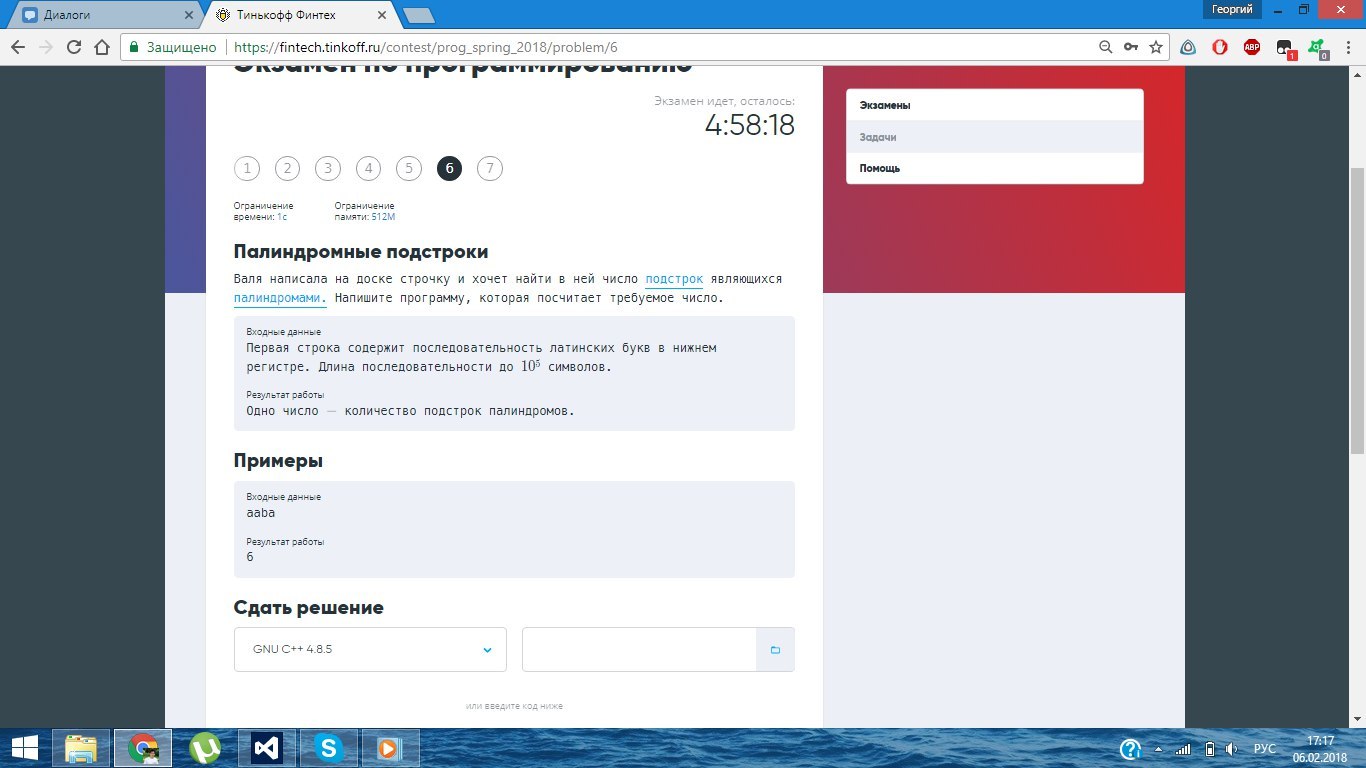 Диалоги
Тинькофф Финтех
Георгий
Защищено https://fintech.tinkoff.ru/contest/prog_spring_2018/problem/6
ABP
1
0
Экзамен по программированию
Экзамен идет, осталось:
4:58:18
1 2 3 4 5 6 7
Ограничение времени: 1с
Ограничение памяти: 512M
Палиндромные подстроки
Валя написала на доске строчку и хочет найти в ней число подстрок являющихся
палиндромами. Напишите программу, которая посчитает требуемое число.
Входные данные
Первая строка содержит последовательность латинских букв в нижнем
регистре. Длина последовательности до 10⁵ символов.
Результат работы
Одно число — количество подстрок палиндромов.
Примеры
Входные данные
aaba
Результат работы
6
Сдать решение
GNU C++ 4.8.5
или введите код ниже
Экзамены
Задачи
Помощь
РУС
17:17
06.02.2018